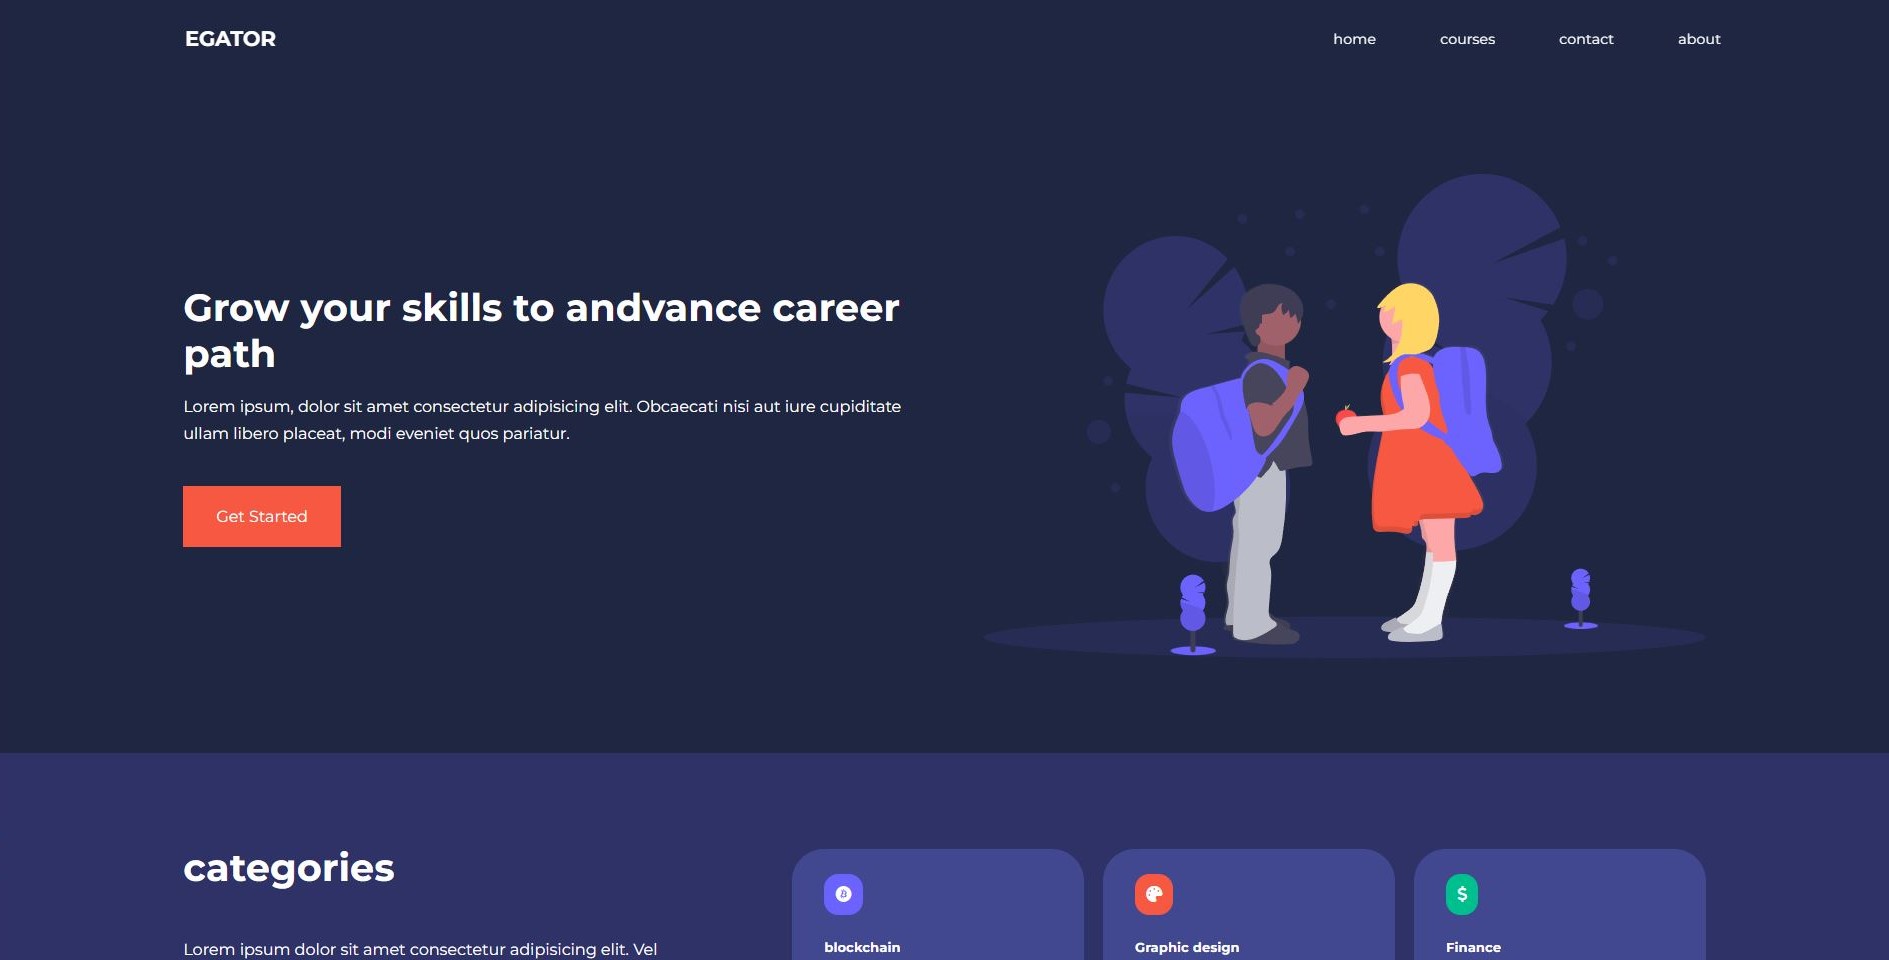 EGATOR
home courses contact about
Grow your skills to andvance career
path
Lorem ipsum, dolor sit amet consectetur adipisicing elit. Obcaecati nisi aut iure cupiditate
ullam libero placeat, modi eveniet quos pariatur.
Get Started
categories
Lorem ipsum dolor sit amet consectetur adipisicing elit. Vel
blockchain
Graphic design
Finance